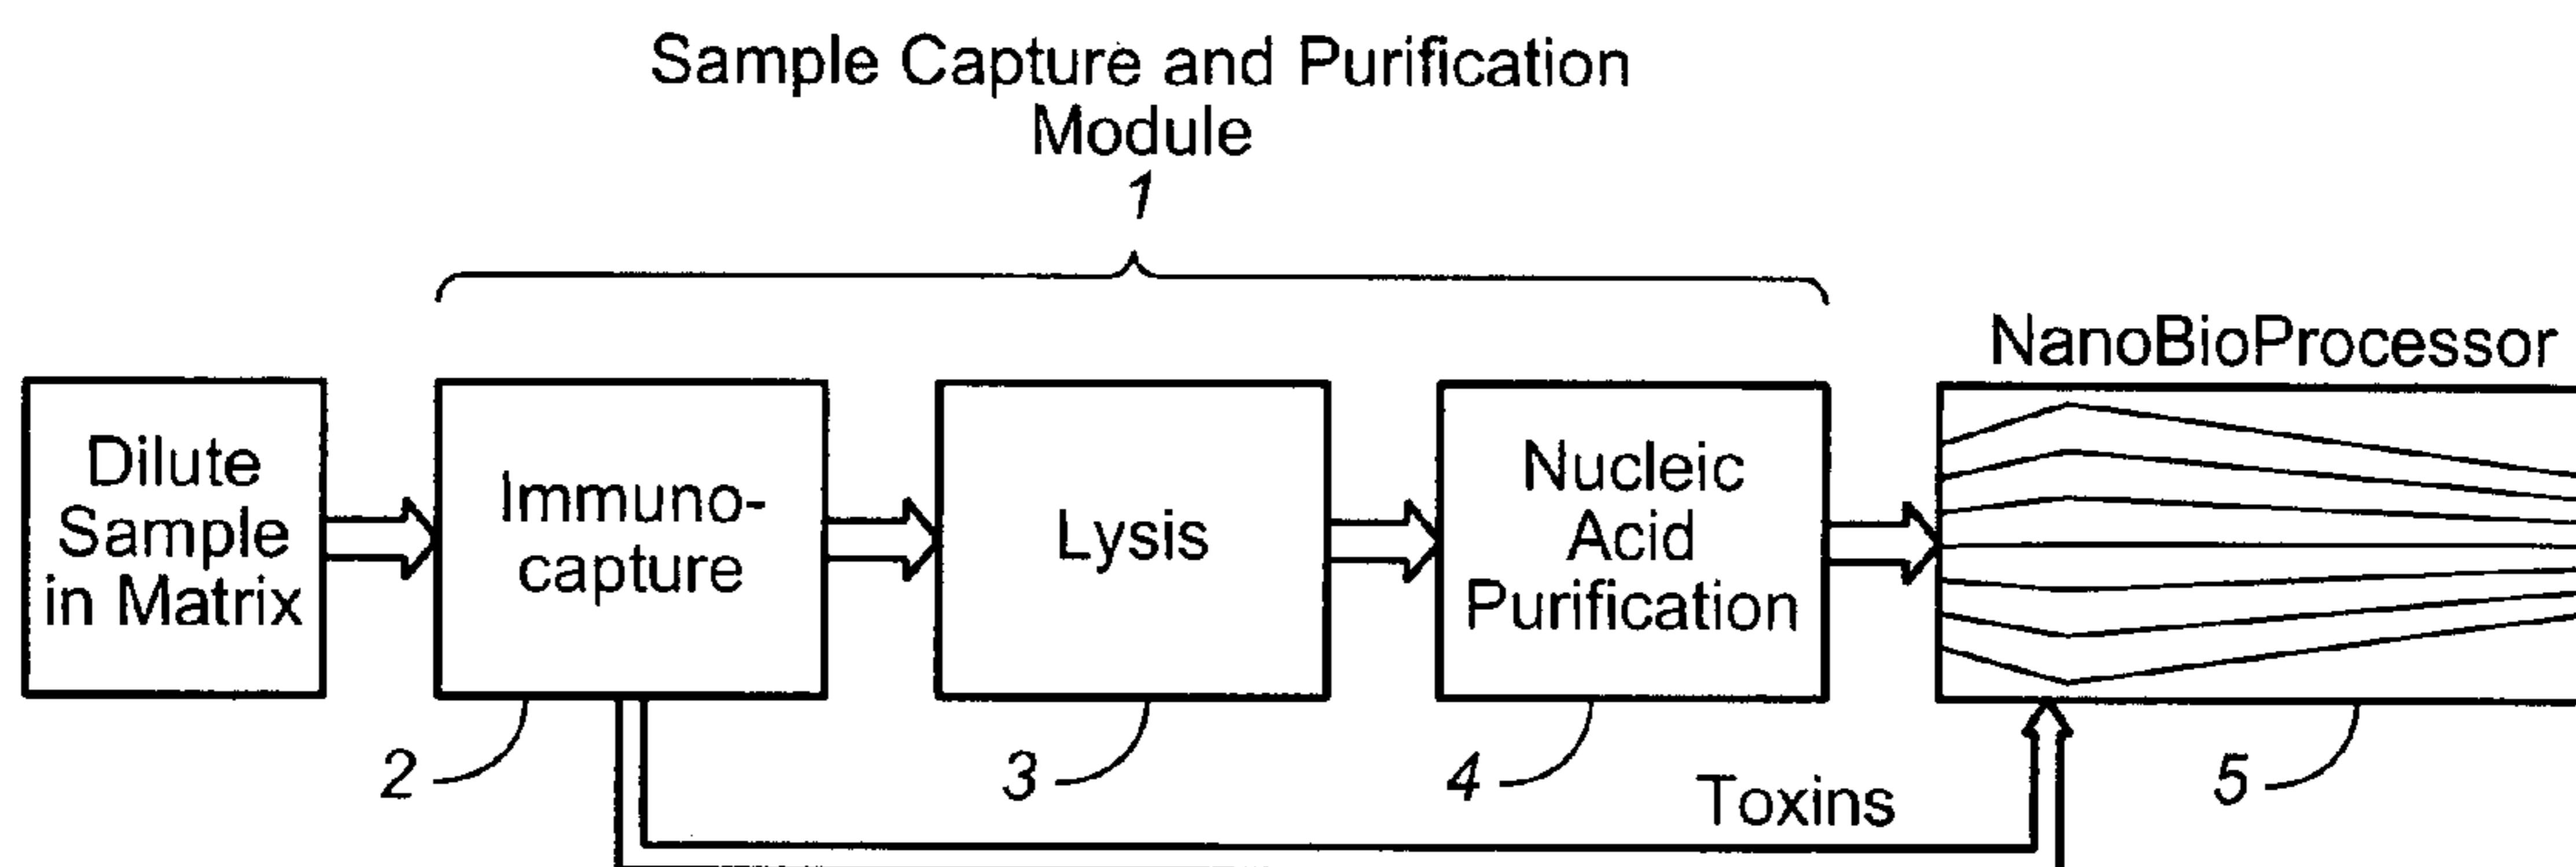 Sample Capture and Purification
Module
1
NanoBioProcessor
Dilute
Sample
in Matrix
Immuno-
capture
Lysis
Nucleic
Acid
Purification
2
3
4
5
Toxins